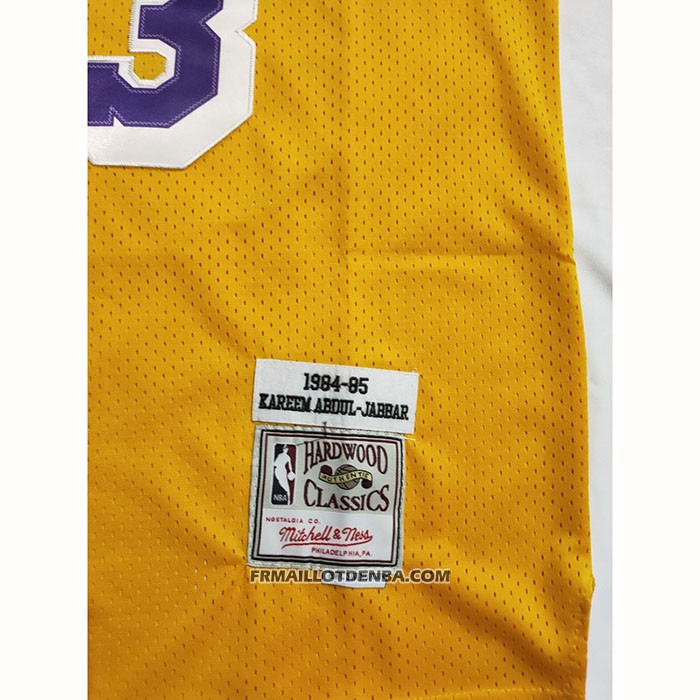 3
1984-85
KAREEM ABDUL-JABBAR
NBA
HARDWOOD
AUTHENTIC
CLASSICS
NOSTALGIA CO.
Mitchell & Ness
PHILADELPHIA, PA.
FRMAILLOTDENBA.COM